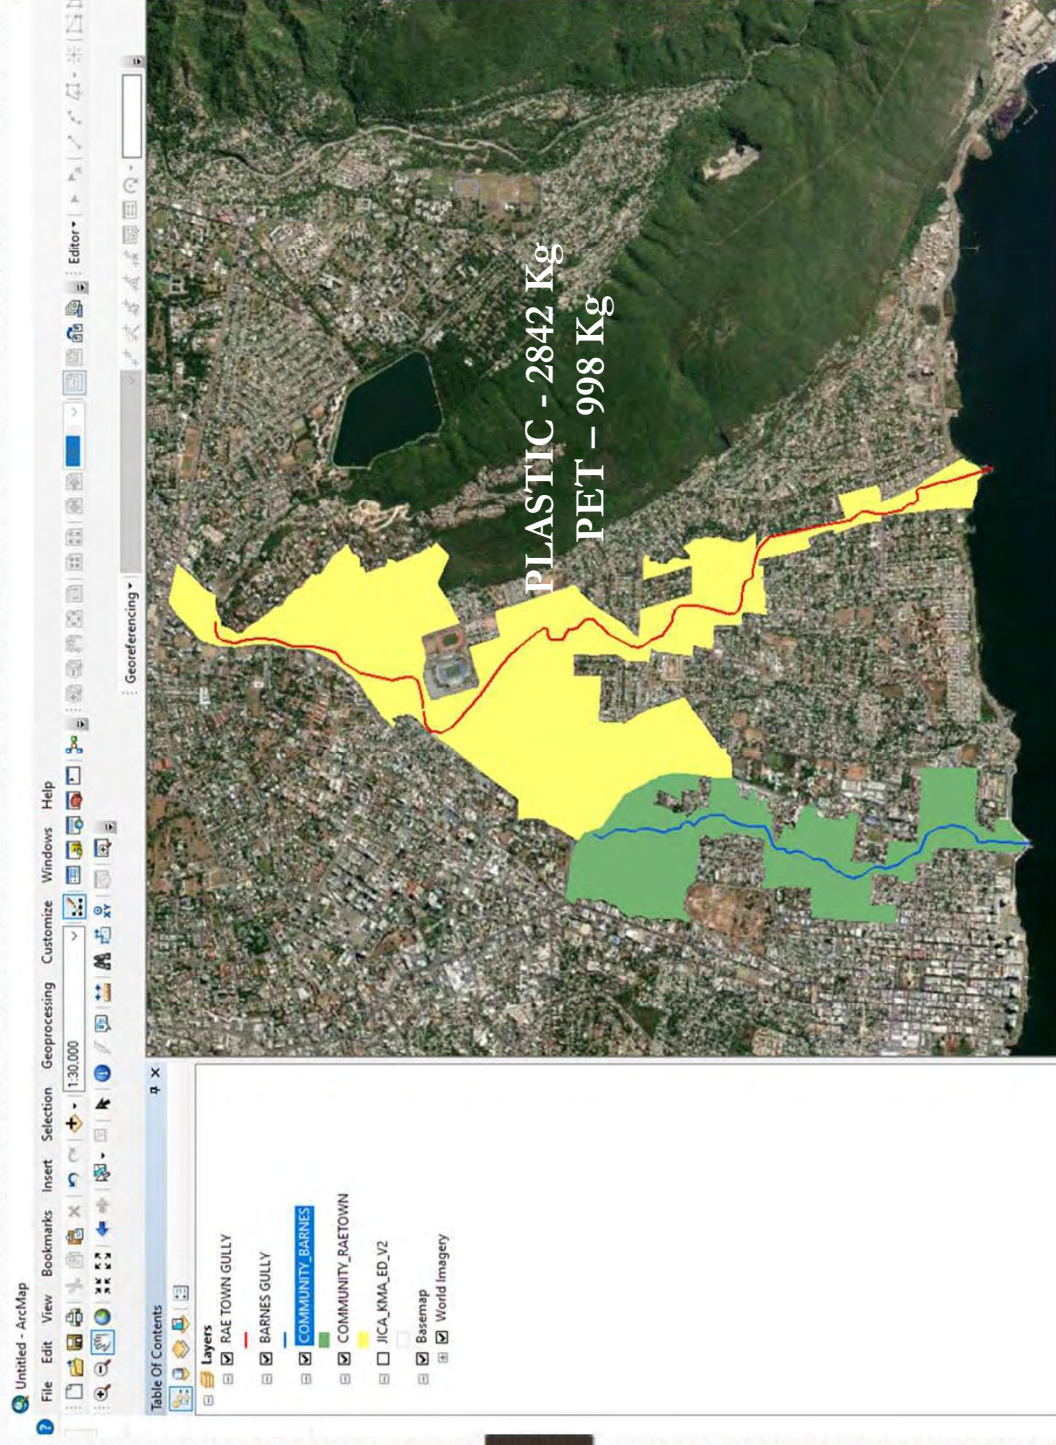 Untitled - ArcMap
File Edit View Bookmarks Insert Selection Geoprocessing Customize Windows Help
1:30,000
Editor
Georeferencing
Table Of Contents
Layers
RAE TOWN GULLY
BARNES GULLY
COMMUNITY_BARNES
COMMUNITY_RAETOWN
JICA_KMA_ED_V2
Basemap
World Imagery
PLASTIC - 2842 Kg
PET – 998 Kg